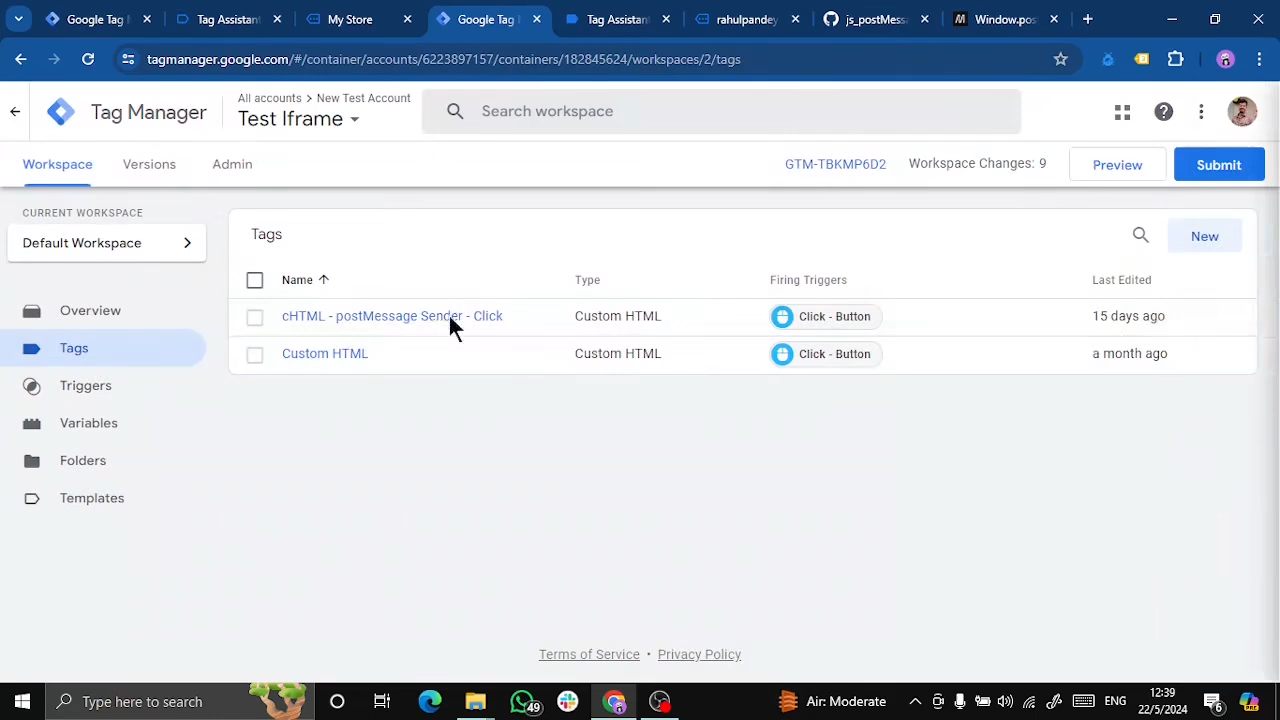 Google Tag
Tag Assistan
My Store
Google Tag
Tag Assistan
rahulpandey
js_postMessa
Window.pos
tagmanager.google.com/#/container/accounts/6223897157/containers/182845624/workspaces/2/tags
Tag Manager
All accounts > New Test Account
Test Iframe
Search workspace
Workspace
Versions
Admin
GTM-TBKMP6D2
Workspace Changes: 9
Preview
Submit
CURRENT WORKSPACE
Default Workspace
Overview
Tags
Triggers
Variables
Folders
Templates
Tags
New
Name
Type
Firing Triggers
Last Edited
cHTML - postMessage Sender - Click
Custom HTML
Click - Button
15 days ago
Custom HTML
Custom HTML
Click - Button
a month ago
Terms of Service • Privacy Policy
Type here to search
49
Air: Moderate
ENG
12:39
22/5/2024
6